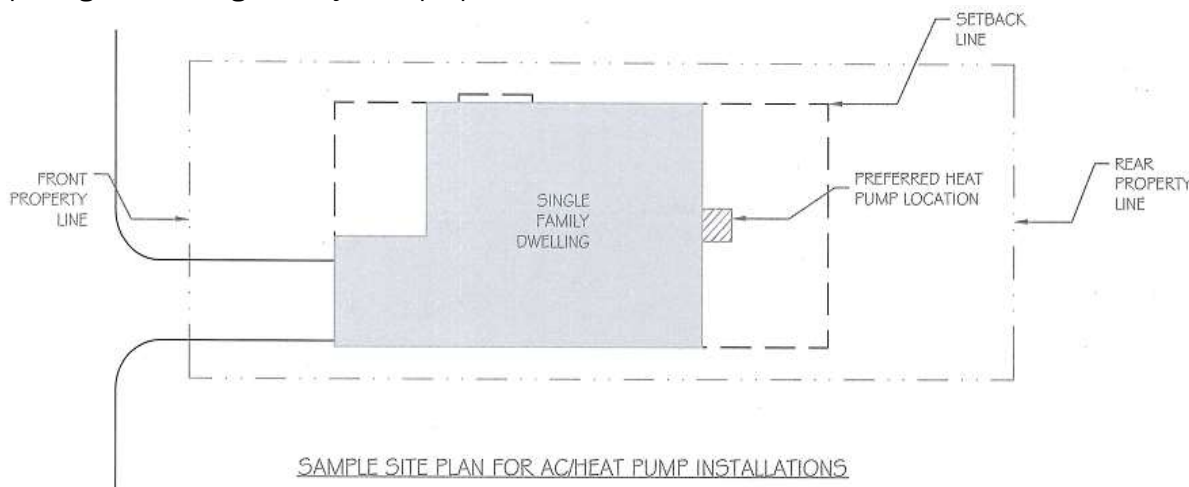 SETBACK
LINE
FRONT
PROPERTY
LINE
SINGLE
FAMILY
DWELLING
PREFERRED HEAT
PUMP LOCATION
REAR
PROPERTY
LINE
SAMPLE SITE PLAN FOR AC/HEAT PUMP INSTALLATIONS